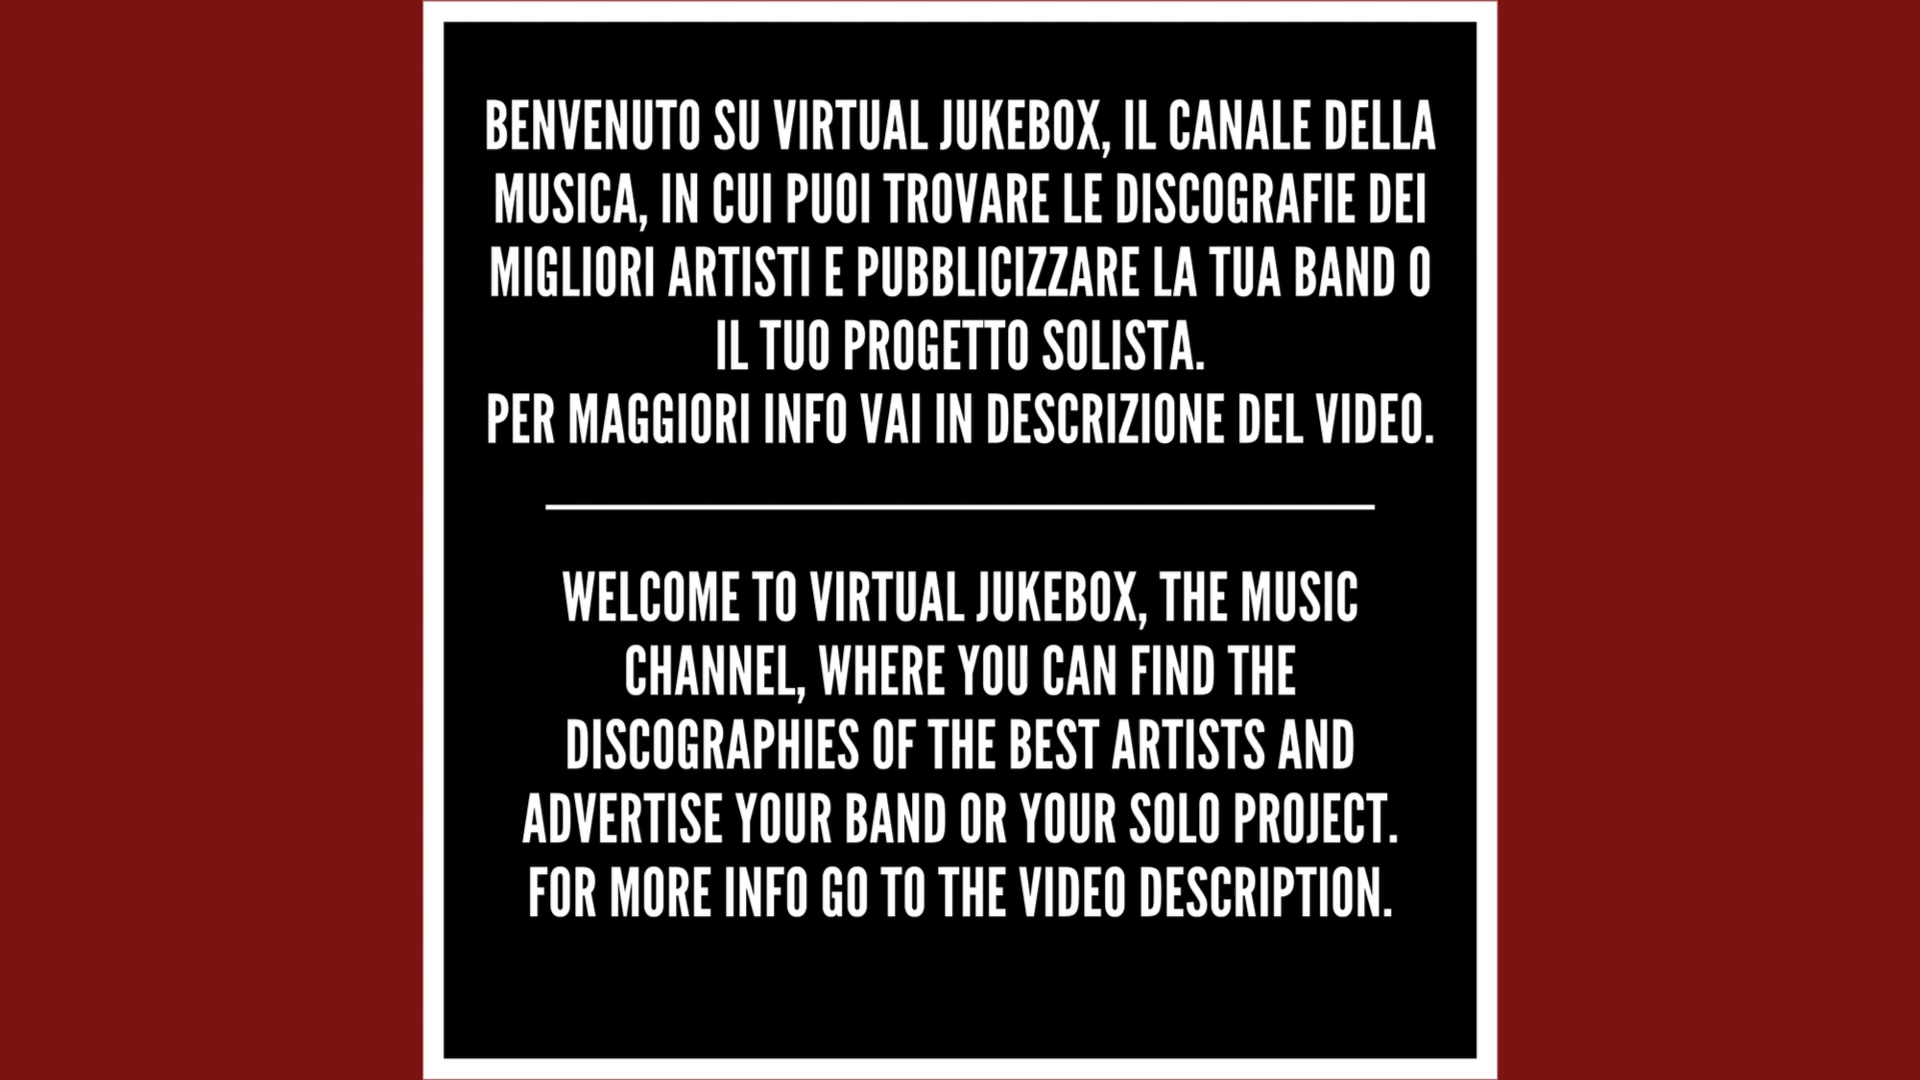 BENVENUTO SU VIRTUAL JUKEBOX, IL CANALE DELLA
MUSICA, IN CUI PUOI TROVARE LE DISCOGRAFIE DEI
MIGLIORI ARTISTI E PUBBLICIZZARE LA TUA BAND O
IL TUO PROGETTO SOLISTA.
PER MAGGIORI INFO VAI IN DESCRIZIONE DEL VIDEO.
WELCOME TO VIRTUAL JUKEBOX, THE MUSIC
CHANNEL, WHERE YOU CAN FIND THE
DISCOGRAPHIES OF THE BEST ARTISTS AND
ADVERTISE YOUR BAND OR YOUR SOLO PROJECT.
FOR MORE INFO GO TO THE VIDEO DESCRIPTION.